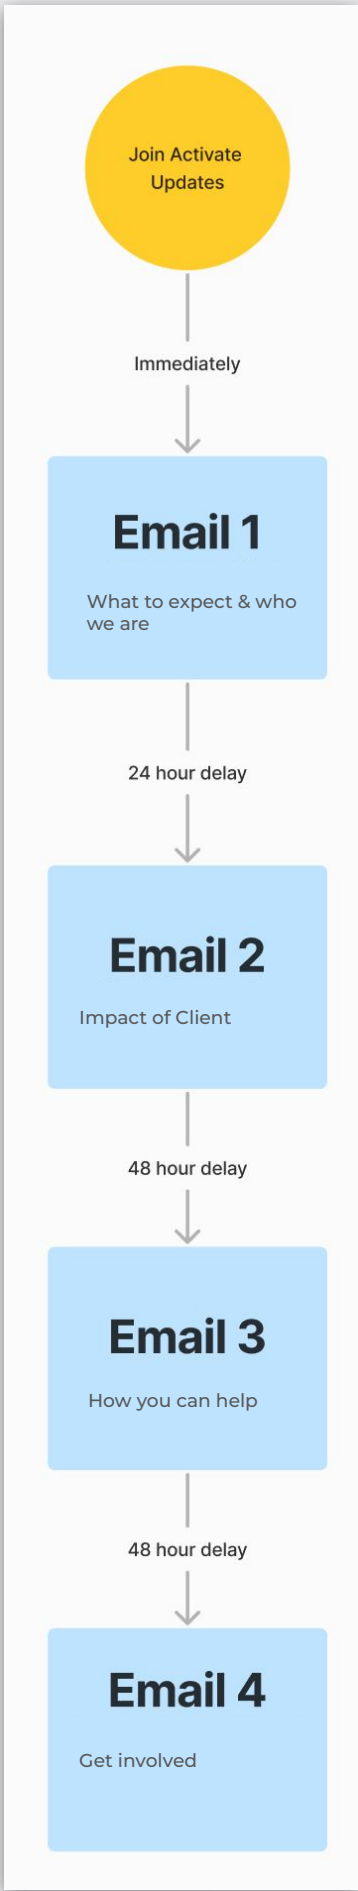 Join Activate
Updates
Immediately
Email 1
What to expect & who
we are
24 hour delay
Email 2
Impact of Client
48 hour delay
Email 3
How you can help
48 hour delay
Email 4
Get involved